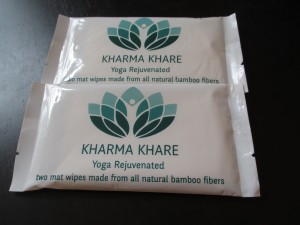 KHARMA KHARE
Yoga Rejuvenated
two mat wipes made from all natural bamboo fibers
KHARMA KHARE
Yoga Rejuvenated
two mat wipes made from all natural bamboo fibers